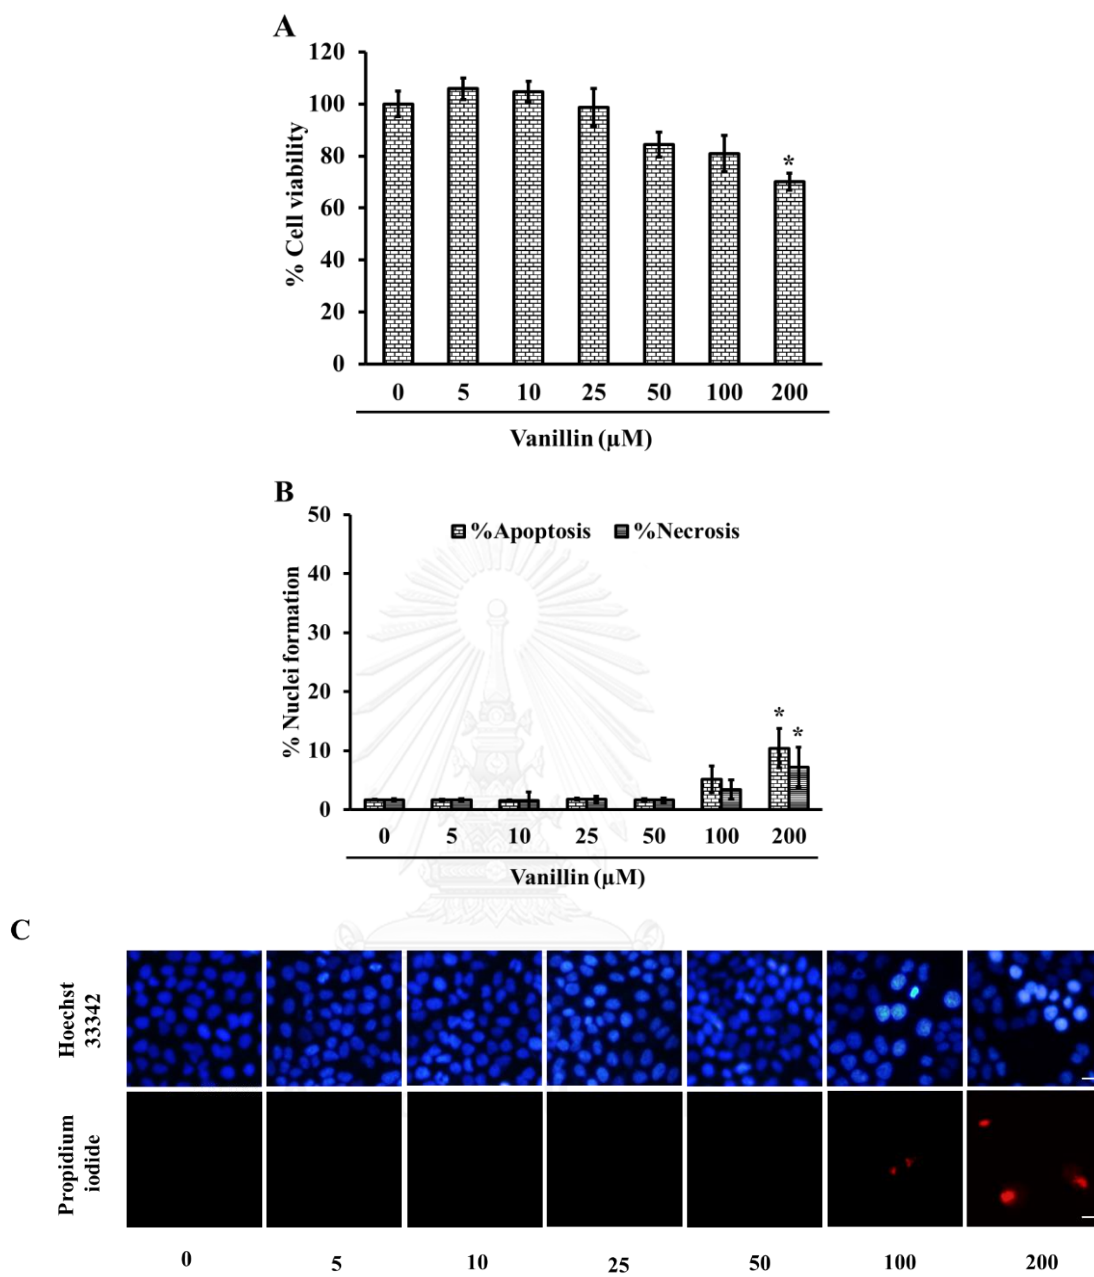 A
120
100
80
60
40
20
0
% Cell viability
*
0 5 10 25 50 100 200
Vanillin (µM)
B
50
40
30
20
10
0
% Nuclei formation
%Apoptosis %Necrosis
* *
0 5 10 25 50 100 200
Vanillin (µM)
C
Hoechst
33342
Propidium
iodide
0 5 10 25 50 100 200